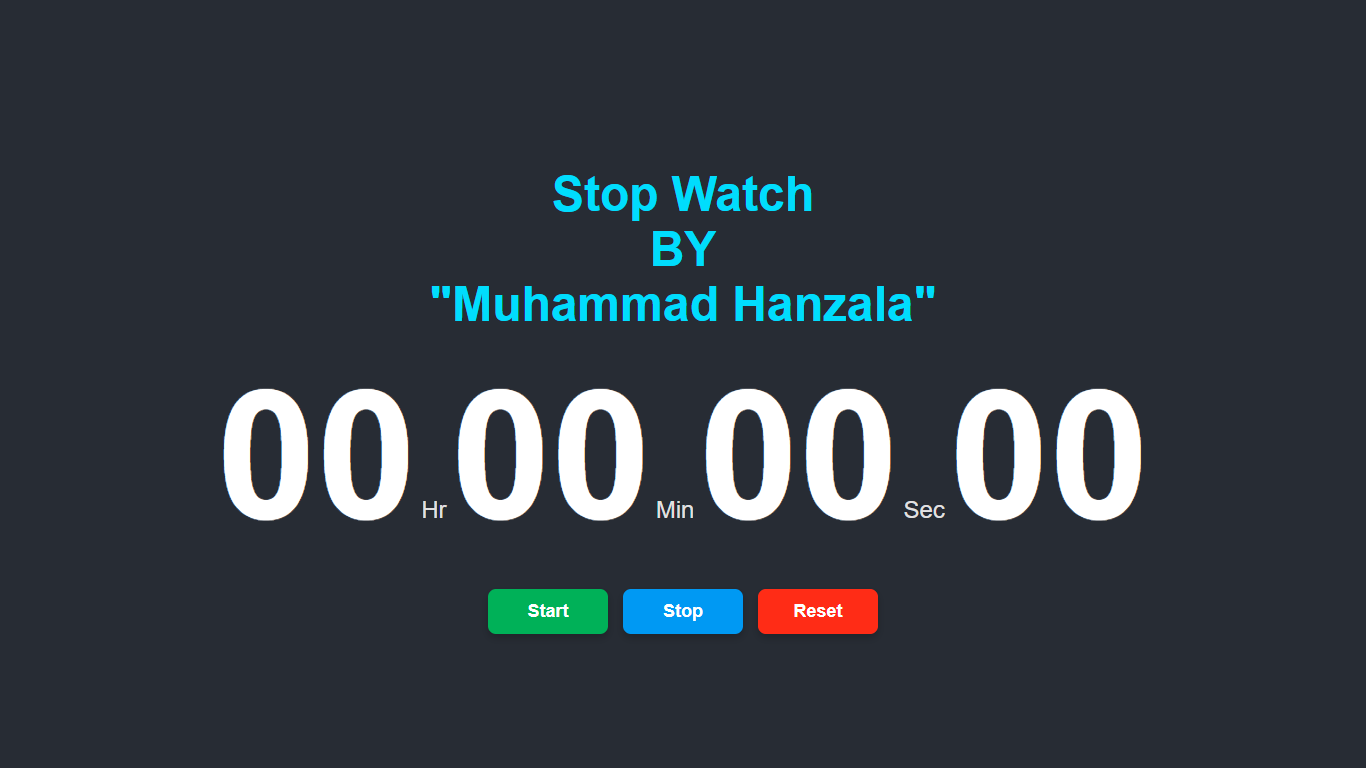 Stop Watch
BY
"Muhammad Hanzala"
00 Hr 00 Min 00 Sec 00
Start Stop Reset